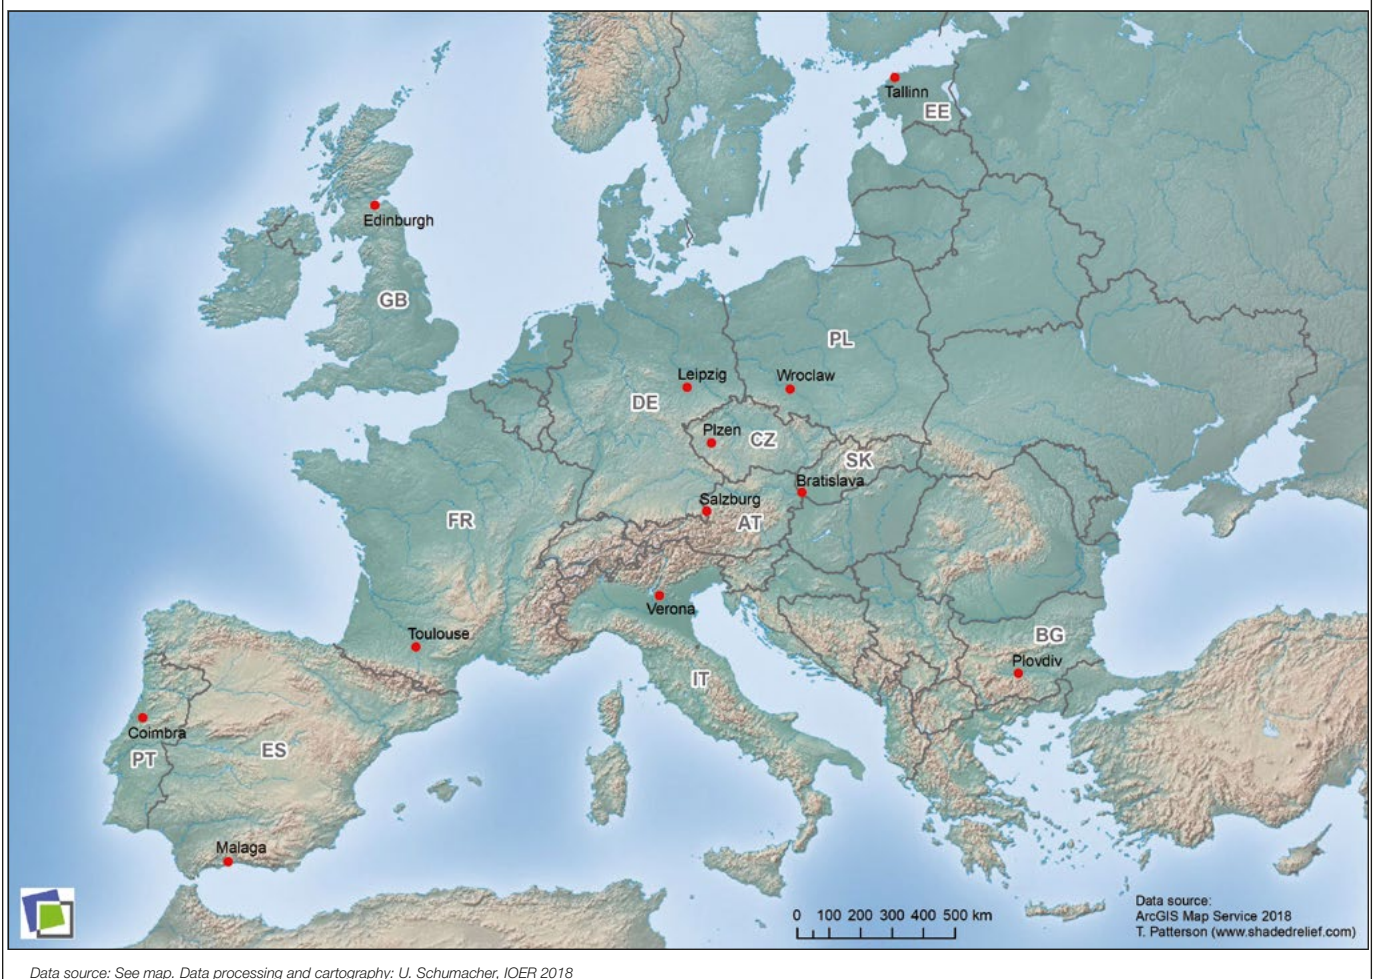 Tallinn
EE
Edinburgh
GB
PL
Leipzig
Wroclaw
DE
Plzen
CZ
SK
Bratislava
Salzburg
AT
FR
Verona
Toulouse
BG
Plovdiv
IT
Coimbra
PT
ES
Malaga
0 100 200 300 400 500 km
Data source:
ArcGIS Map Service 2018
T. Patterson (www.shadedrelief.com)
Data source: See map. Data processing and cartography: U. Schumacher, IOER 2018